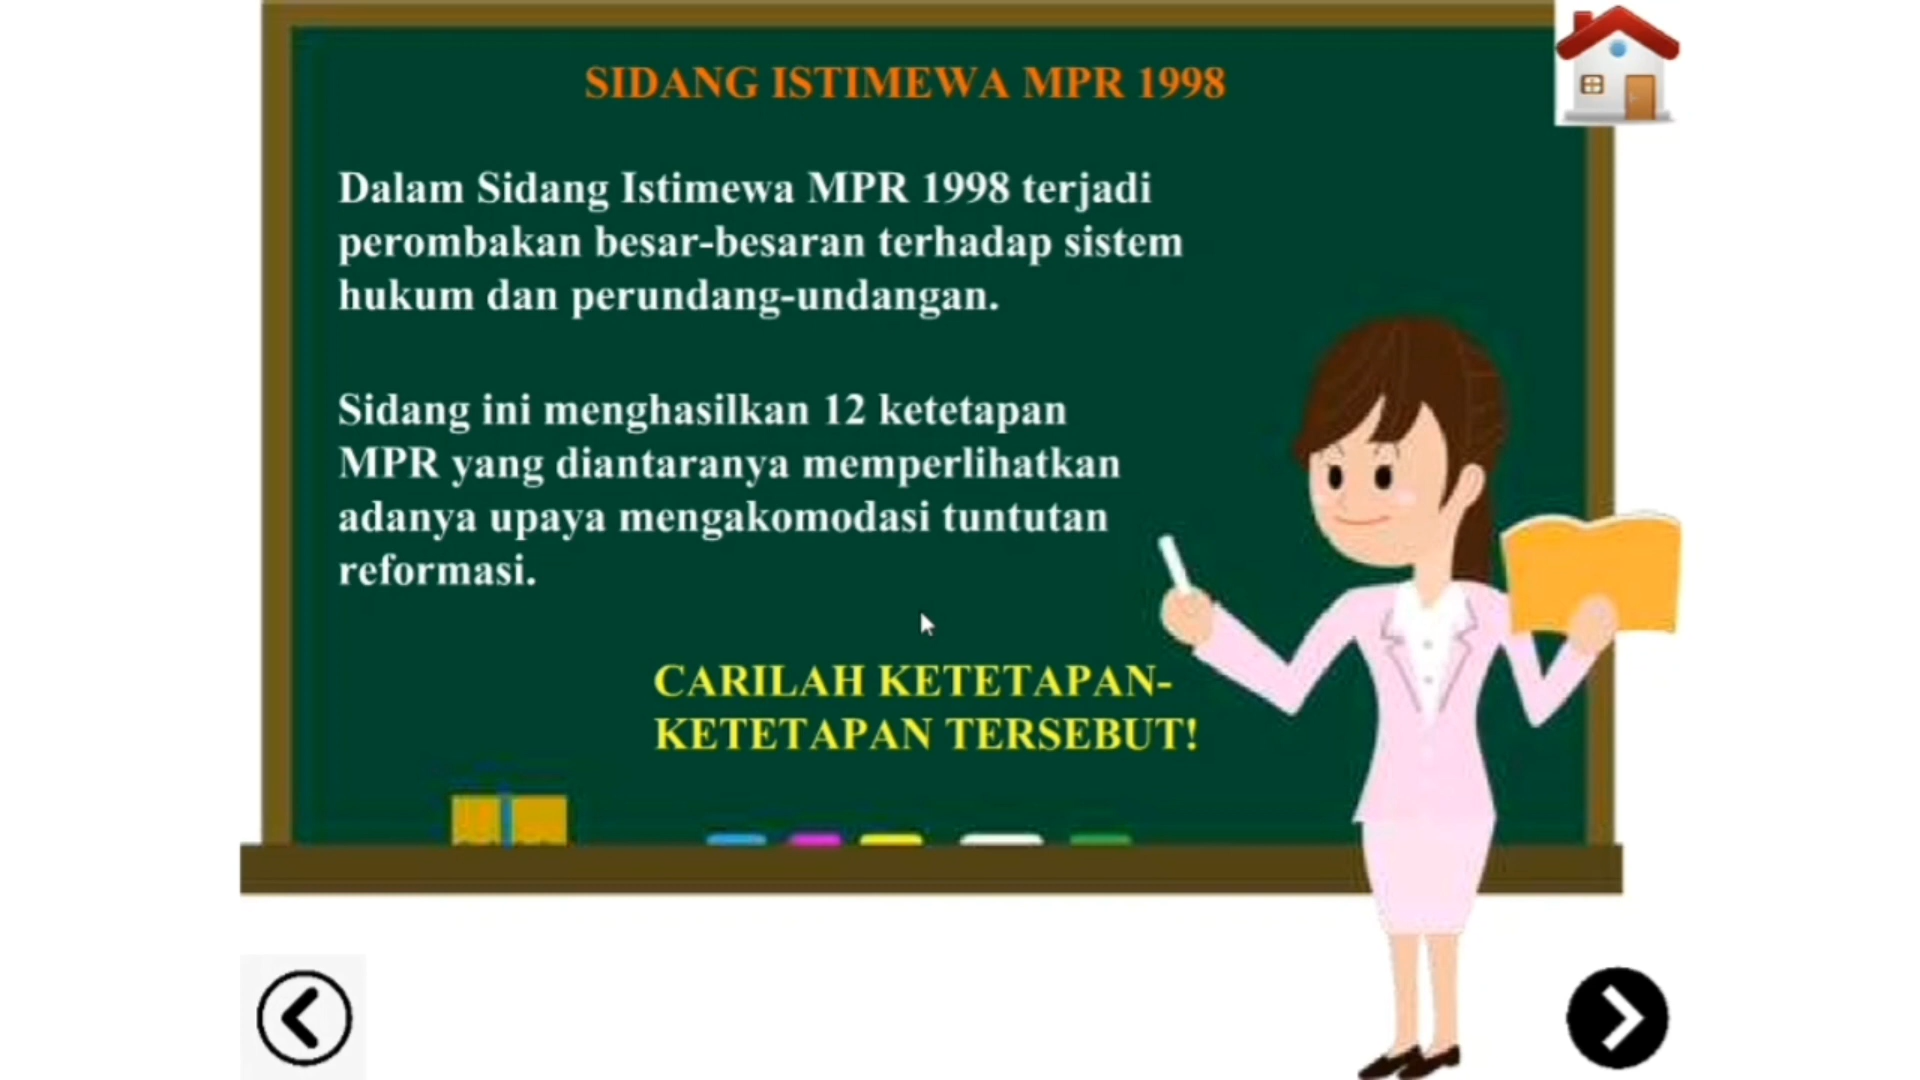 SIDANG ISTIMEWA MPR 1998
Dalam Sidang Istimewa MPR 1998 terjadi
perombakan besar-besaran terhadap sistem
hukum dan perundang-undangan.
Sidang ini menghasilkan 12 ketetapan
MPR yang diantaranya memperlihatkan
adanya upaya mengakomodasi tuntutan
reformasi.
CARILAH KETETAPAN-
KETETAPAN TERSEBUT!